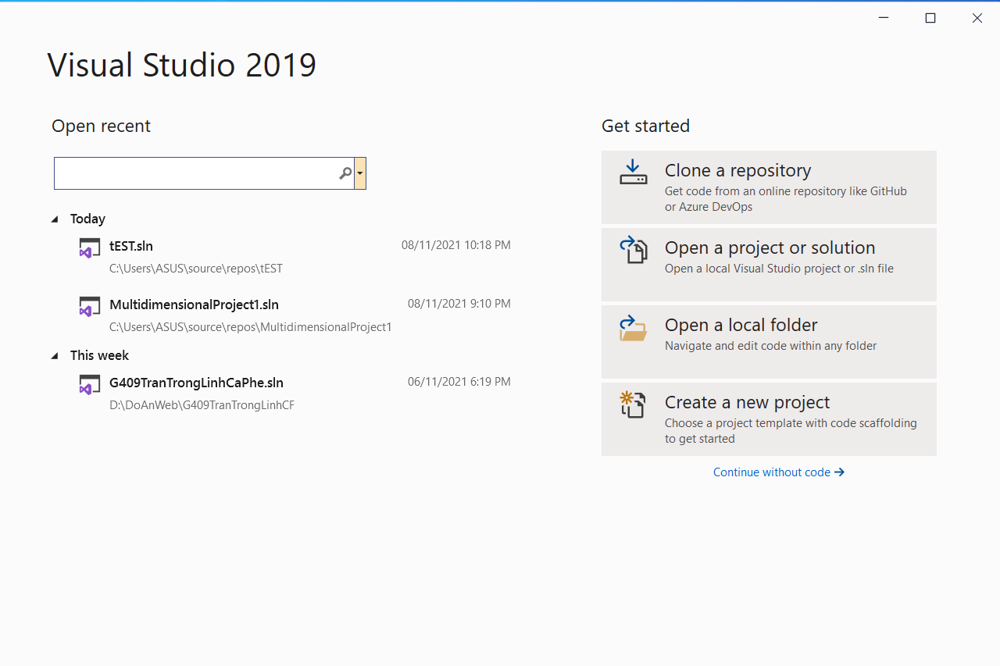 Visual Studio 2019
Open recent
Today
tEST.sln 08/11/2021 10:18 PM
C:\Users\ASUS\source\repos\tEST
MultidimensionalProject1.sln 08/11/2021 9:10 PM
C:\Users\ASUS\source\repos\MultidimensionalProject1
This week
G409TranTrongLinhCaPhe.sln 06/11/2021 6:19 PM
D:\DoAnWeb\G409TranTrongLinhCF
Get started
Clone a repository
Get code from an online repository like GitHub
or Azure DevOps
Open a project or solution
Open a local Visual Studio project or .sln file
Open a local folder
Navigate and edit code within any folder
Create a new project
Choose a project template with code scaffolding
to get started
Continue without code